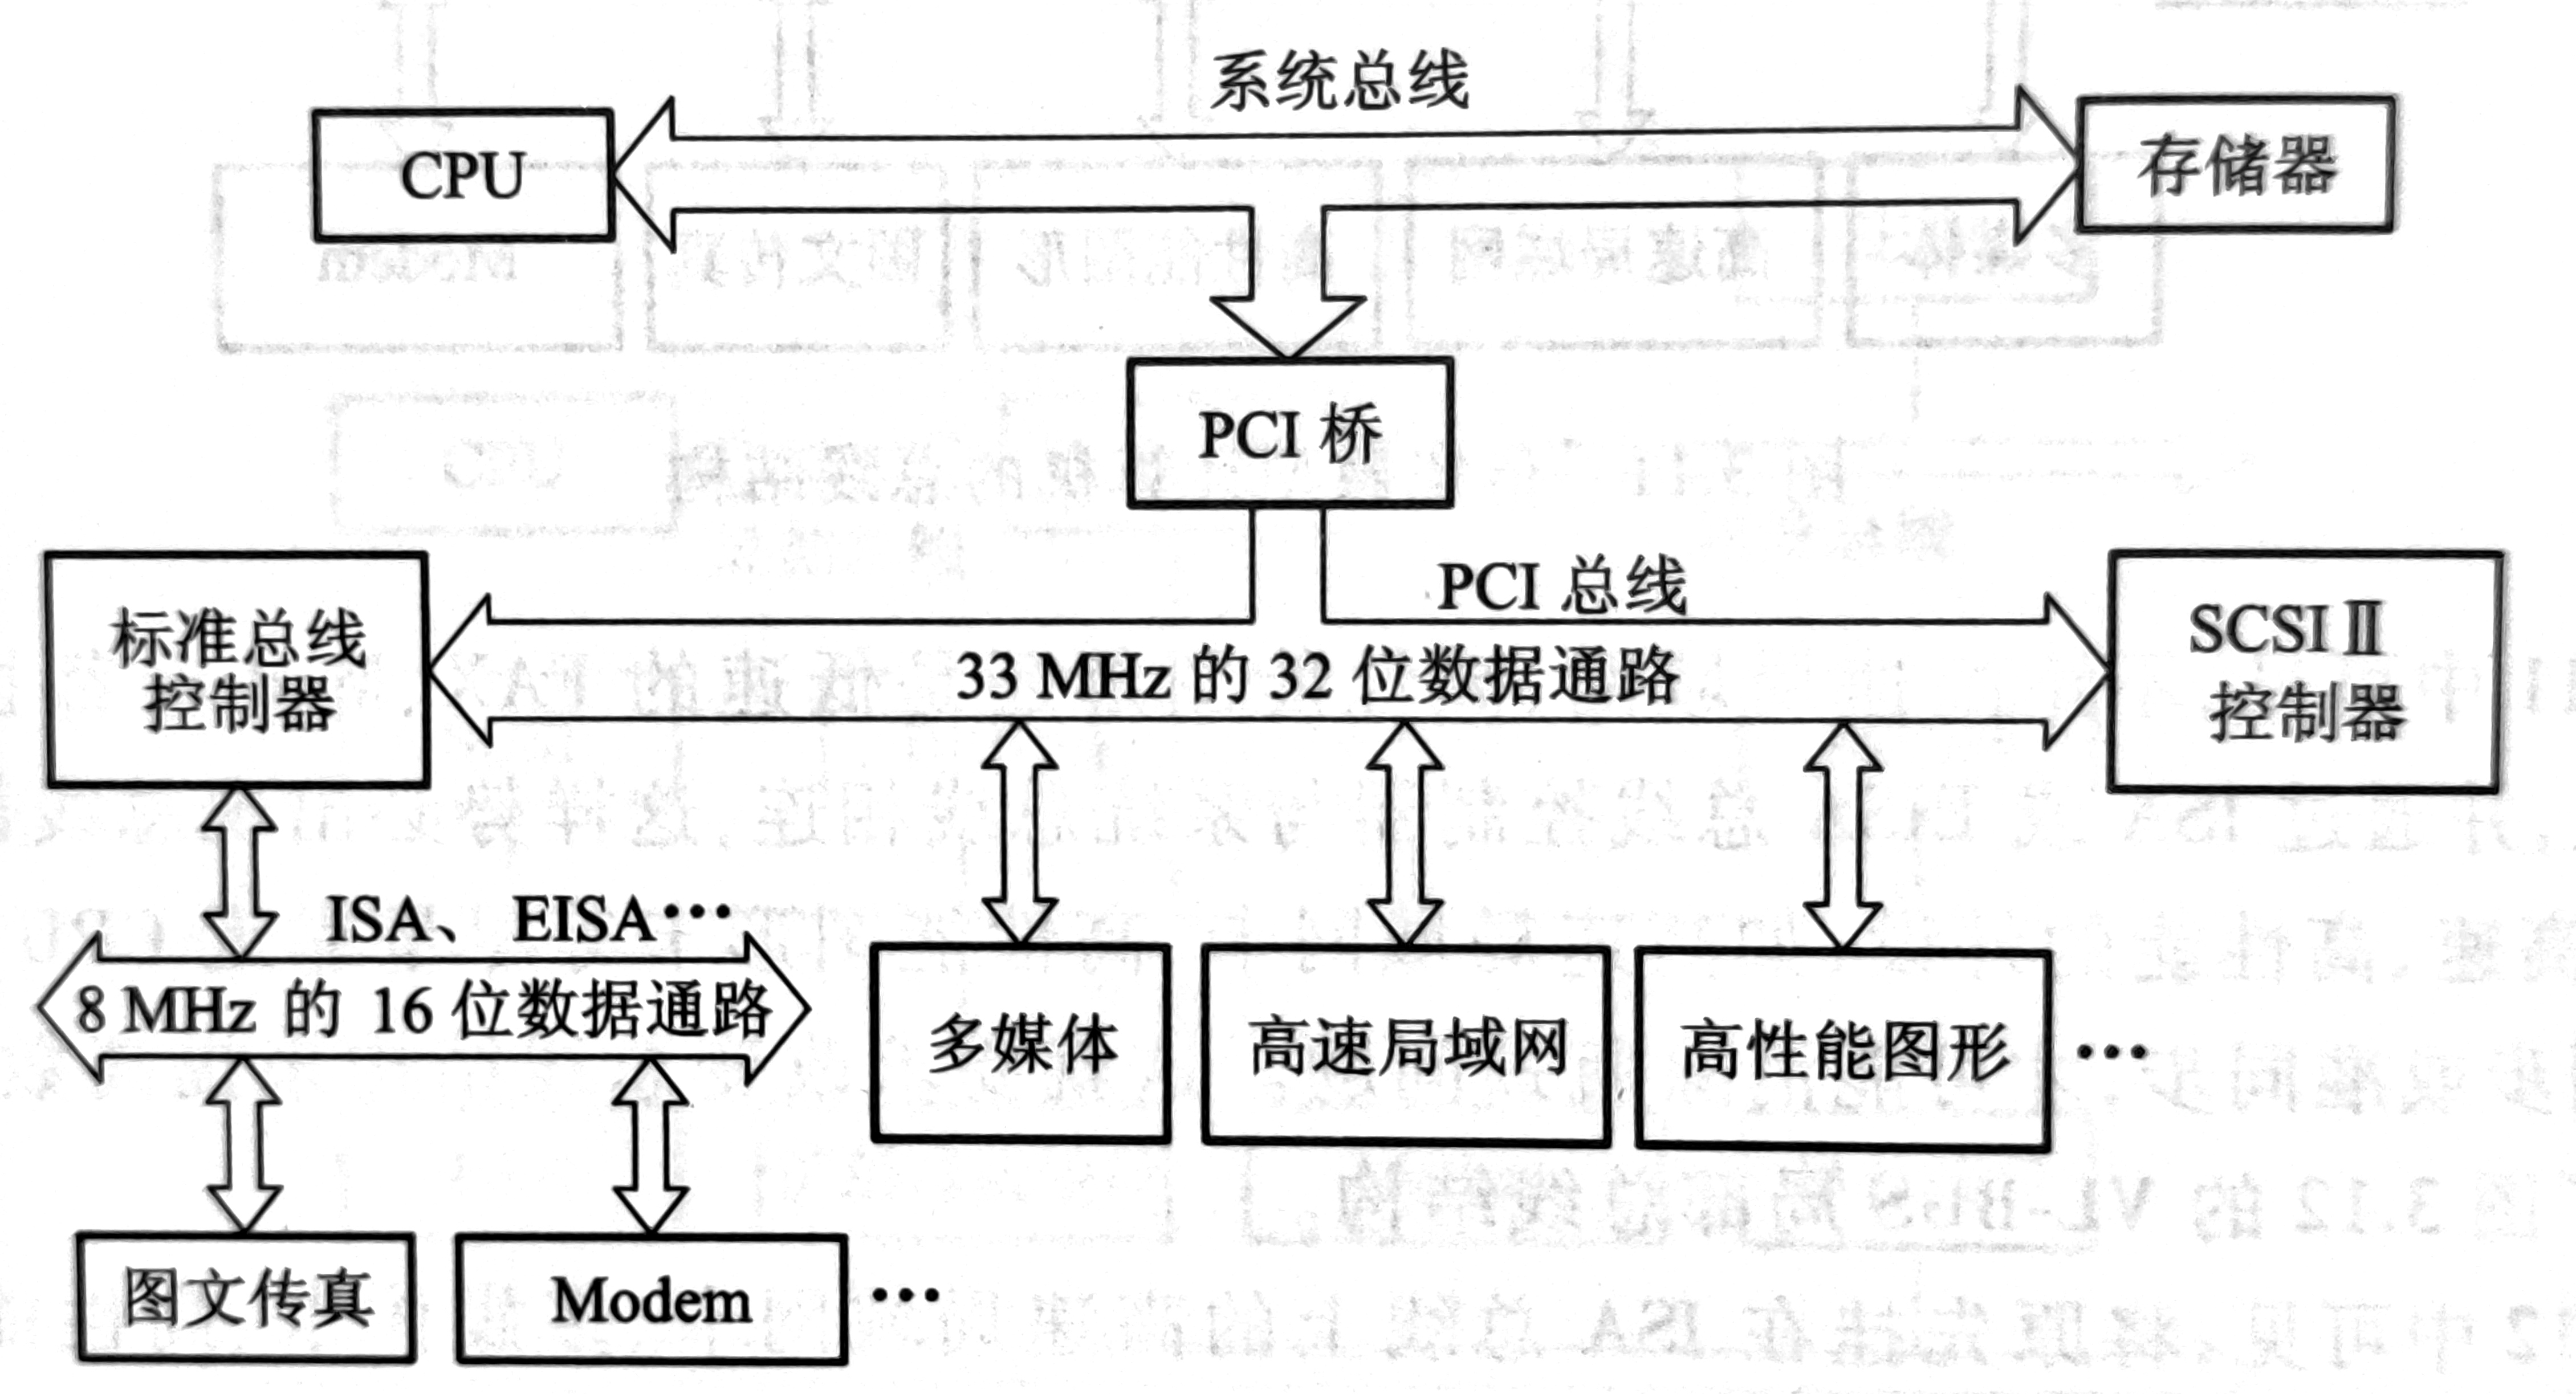 系统总线
CPU
存储器
PCI 桥
PCI 总线
标准总线
控制器
33 MHz 的 32 位数据通路
SCSI Ⅱ
控制器
ISA、EISA…
8 MHz 的 16 位数据通路
多媒体
高速局域网
高性能图形
…
图文传真
Modem
…